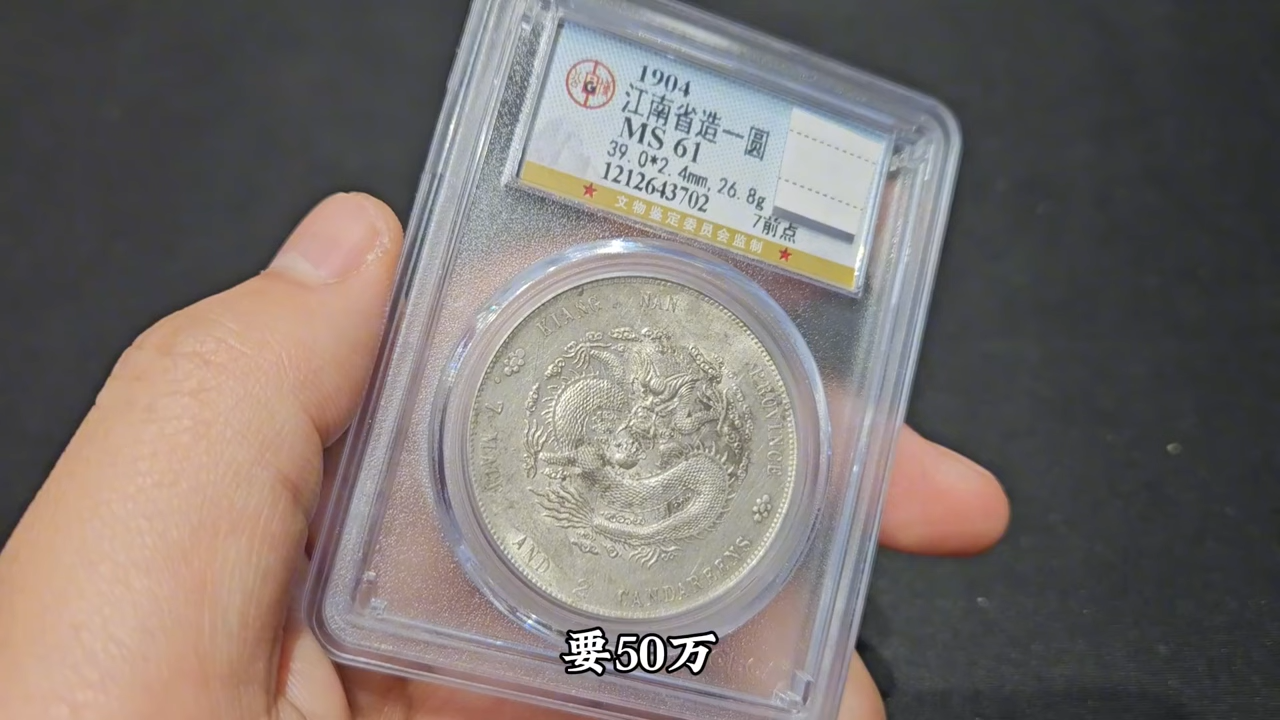 1904
江南省造一圆
MS 61
39.0*2.4mm,26.8g
1212643702
7前点
文物鉴定委员会监制
G
KIANG NAN PROVINCE
7 MACE AND 2 CANDAREENS
要50万